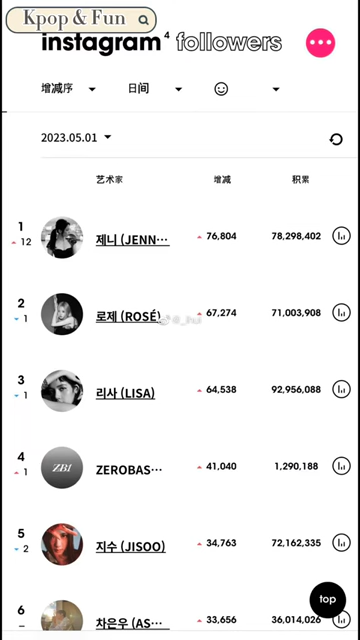 Kpop & Fun
instagram⁴ followers
增减序 日间
2023.05.01
艺术家 增减 积累
1
12
제니 (JENN··· 76,804 78,298,402
2
1
로제 (ROSÉ) 67,274 71,003,908
3
1
리사 (LISA) 64,538 92,956,088
4
1
ZB1
ZEROBAS··· 41,040 1,290,188
5
2
지수 (JISOO) 34,763 72,162,335
top
6
–
차은우 (AS··· 33,656 36,014,026